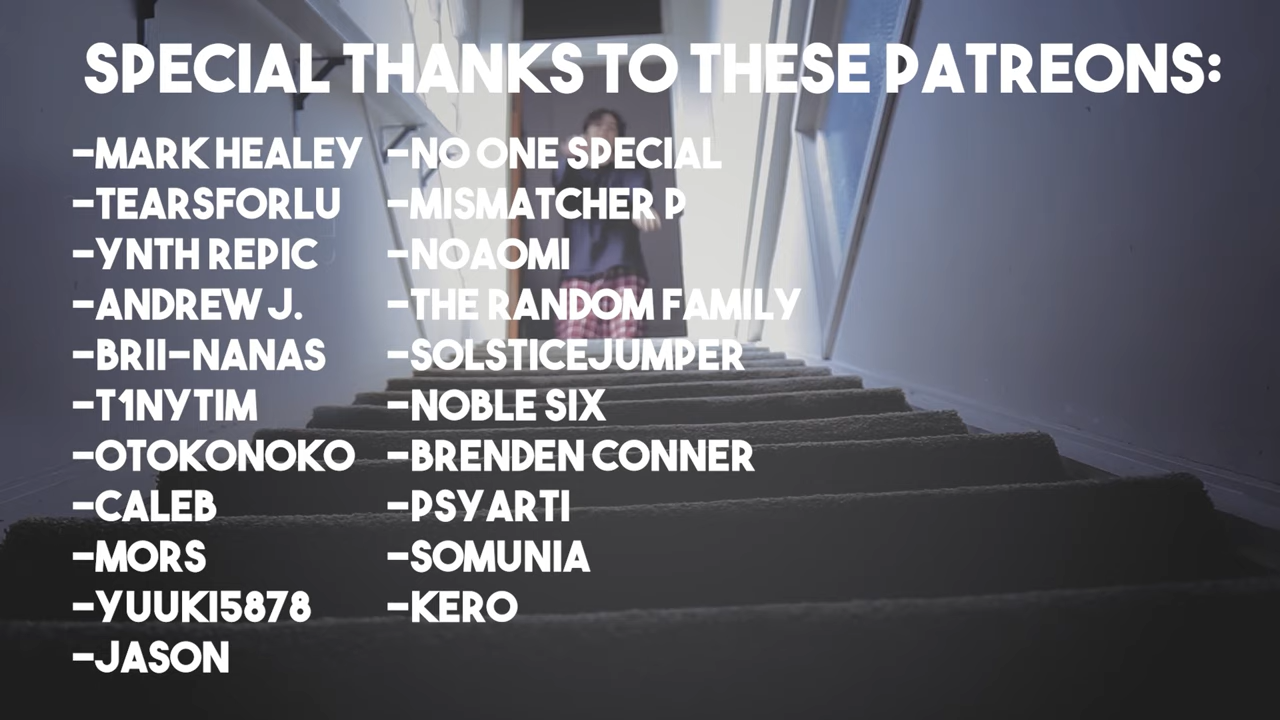 SPECIAL THANKS TO THESE PATREONS:
-MARK HEALEY
-TEARSFORLU
-YNTH REPIC
-ANDREW J.
-BRII-NANAS
-T1NYTIM
-OTOKONOKO
-CALEB
-MORS
-YUUKI5878
-JASON
-NO ONE SPECIAL
-MISMATCHER P
-NOAOMI
-THE RANDOM FAMILY
-SOLSTICEJUMPER
-NOBLE SIX
-BRENDEN CONNER
-PSYARTI
-SOMUNIA
-KERO